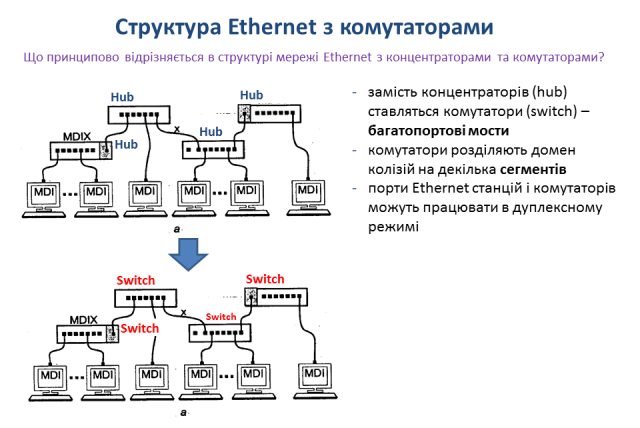 Структура Ethernet з комутаторами
Що принципово відрізняється в структурі мережі Ethernet з концентраторами та комутаторами?
Hub
Hub
Hub
Hub
MDIX
x
MDI
MDI
MDI
MDI
MDI
MDI
а
Switch
Switch
Switch
Switch
MDIX
x
MDI
MDI
MDI
MDI
MDI
MDI
а
- замість концентраторів (hub)
ставляться комутатори (switch) –
багатопортові мости
- комутатори розділяють домен
колізій на декілька сегментів
- порти Ethernet станцій і комутаторів
можуть працювати в дуплексному
режимі